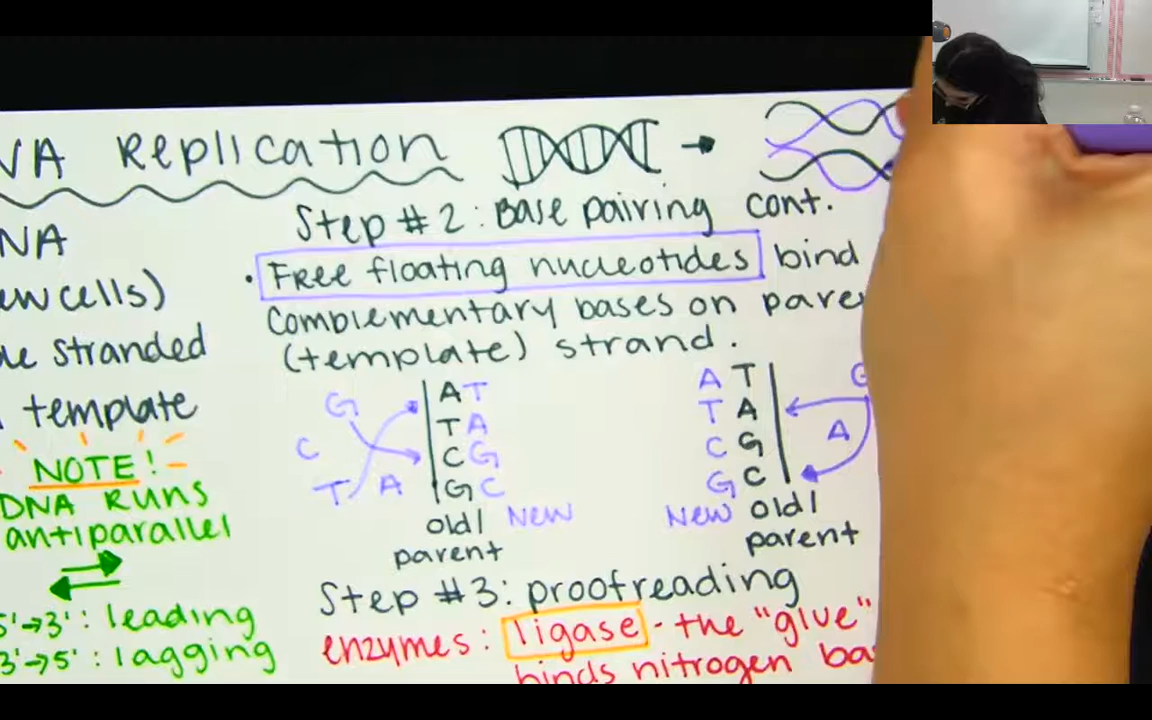 NA Replication
NA
ew cells)
le stranded
template
NOTE!
DNA RUNS
antiparallel
5'→3': leading
3'→5': lagging
Step #2: Base pairing cont.
• Free floating nucleotides bind
complementary bases on pare
(template) strand.
G C T A
A T
T A
C G
G C
old/ New
parent
A T
T A
C G
G C
G A
New old/
parent
Step #3: proofreading
enzymes: ligase - the "glue"
binds nitrogen ba